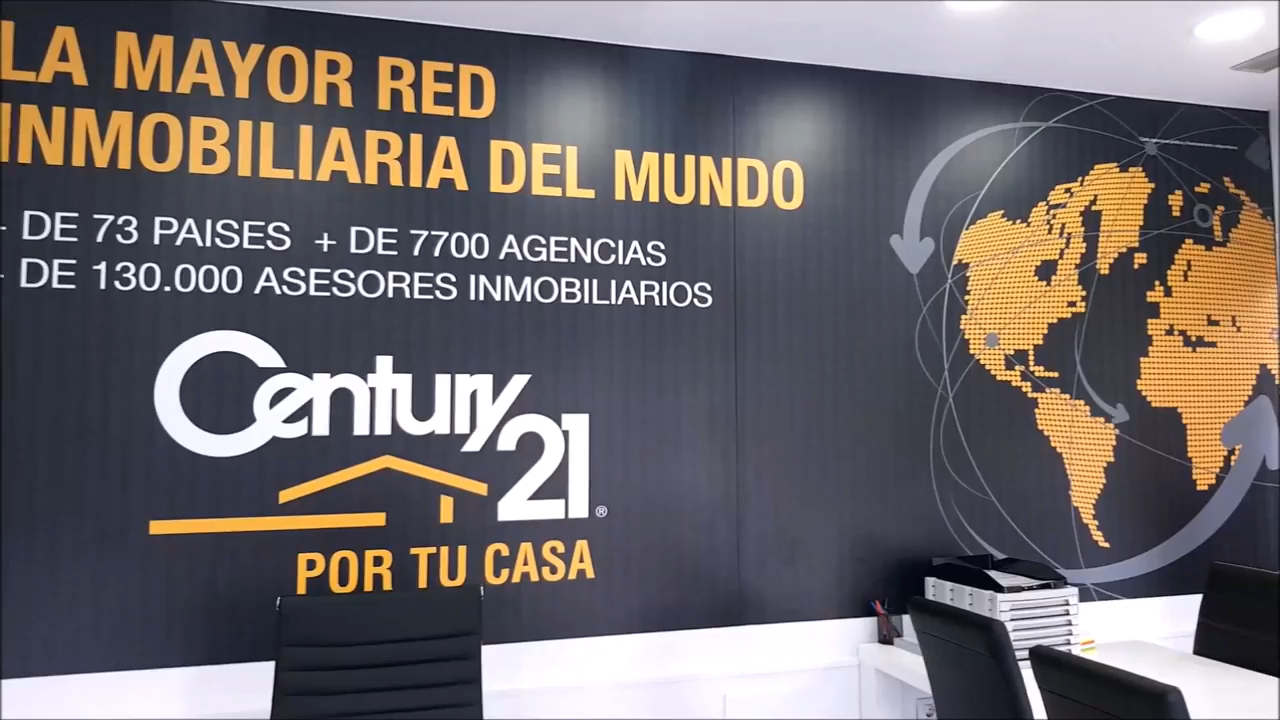 LA MAYOR RED
INMOBILIARIA DEL MUNDO
+ DE 73 PAISES + DE 7700 AGENCIAS
+ DE 130.000 ASESORES INMOBILIARIOS
Century
21®
POR TU CASA